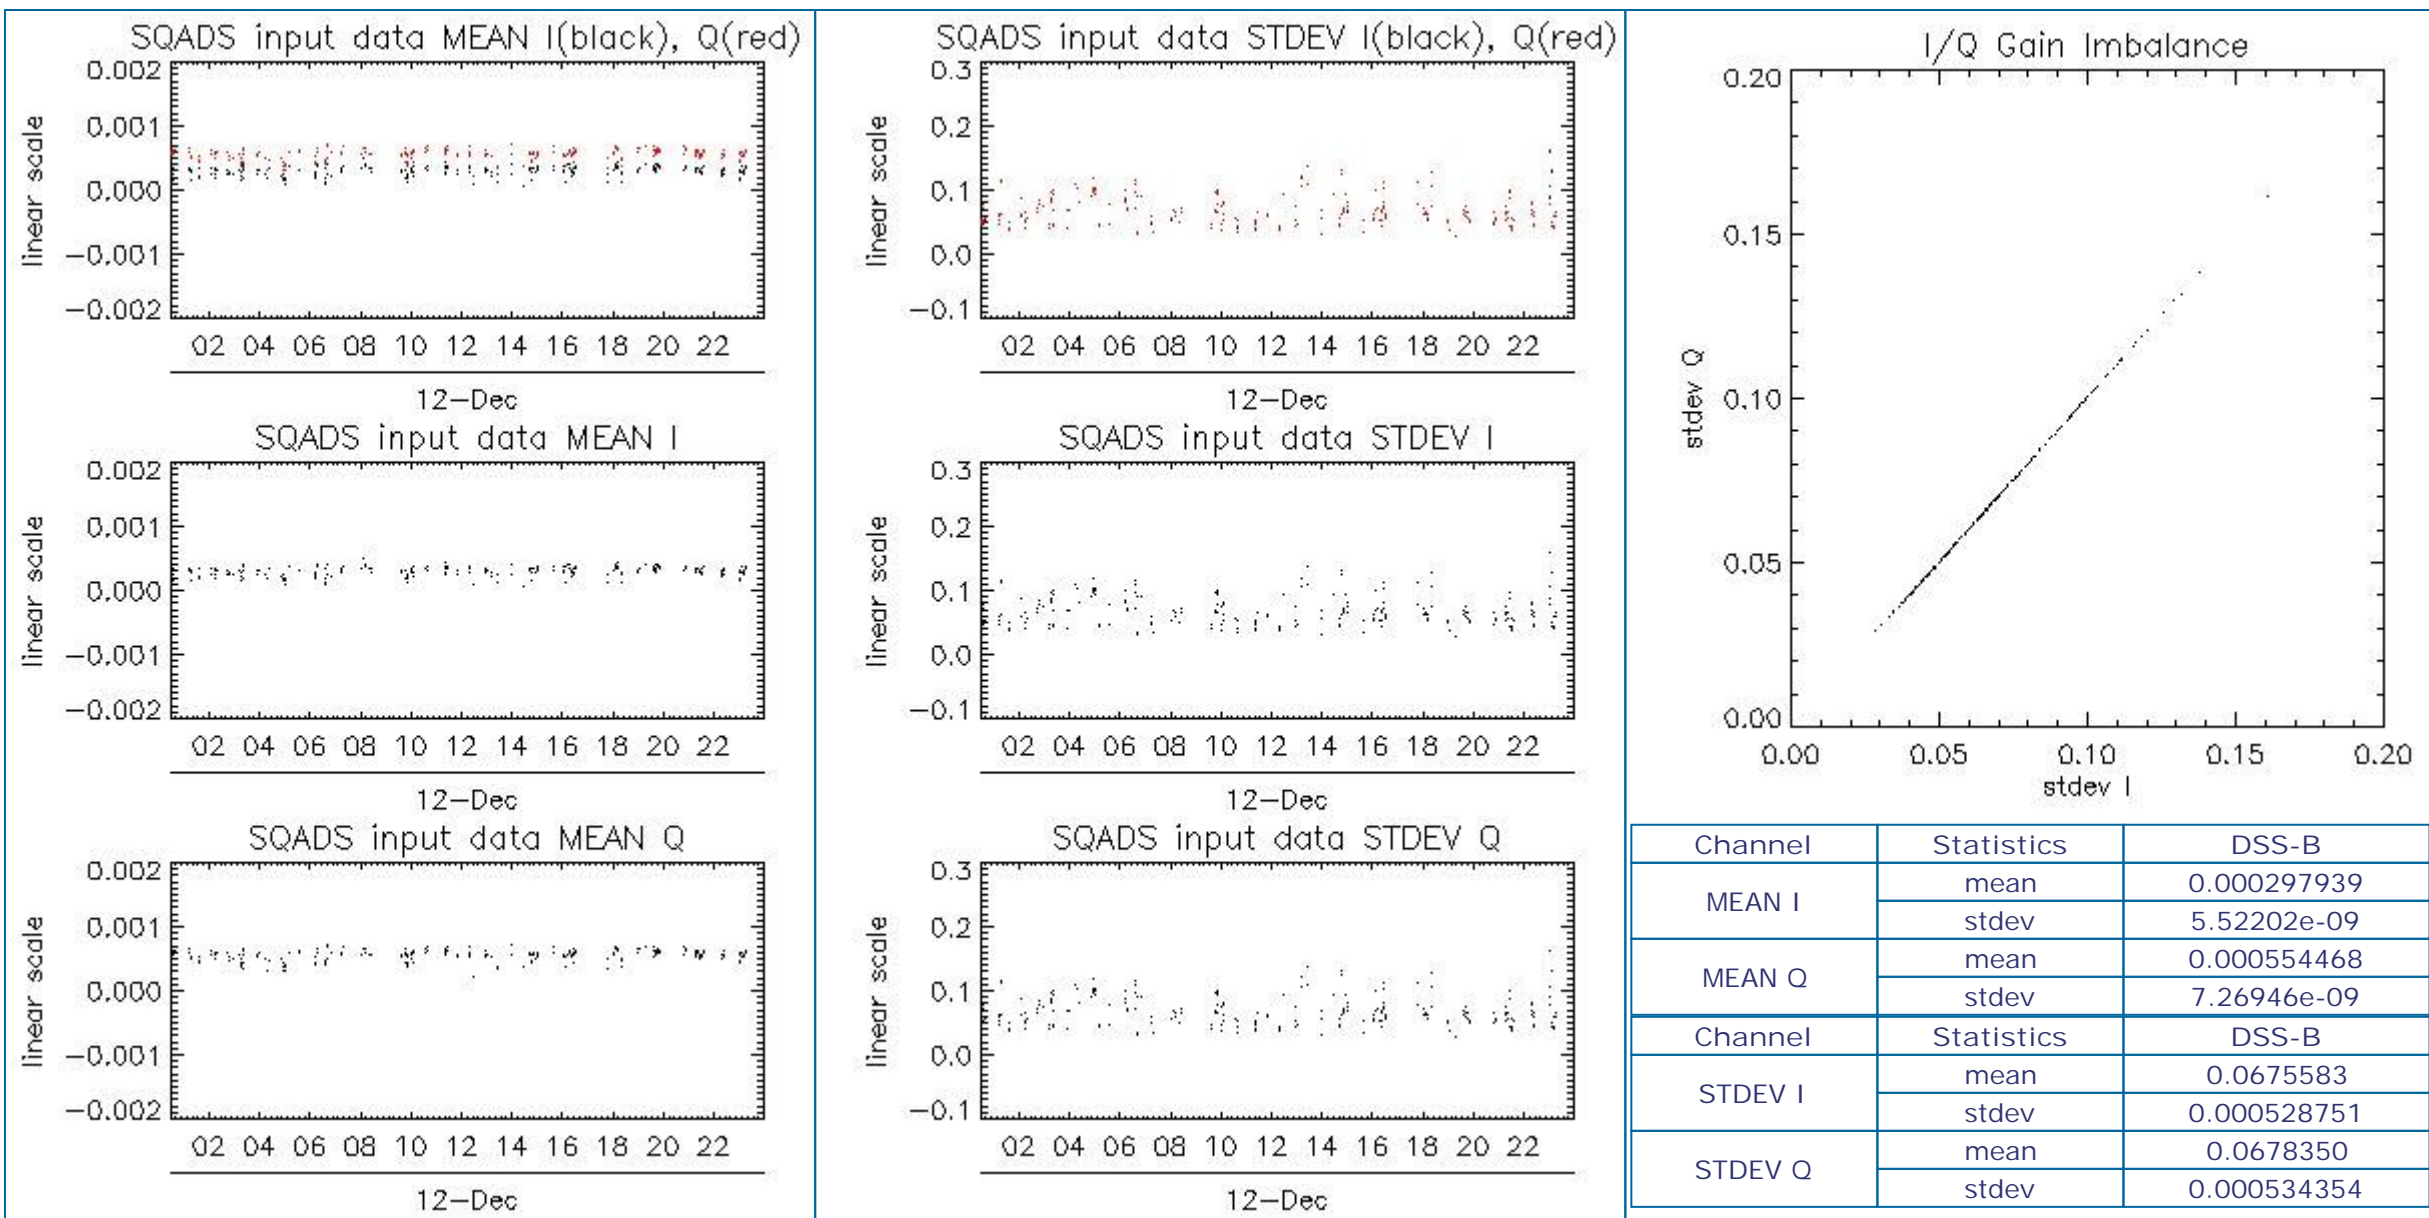 SQADS input data MEAN I(black), Q(red)
0.002
0.001
0.000
−0.001
−0.002
linear scale
02 04 06 08 10 12 14 16 18 20 22
12−Dec
SQADS input data MEAN I
0.002
0.001
0.000
−0.001
−0.002
linear scale
02 04 06 08 10 12 14 16 18 20 22
12−Dec
SQADS input data MEAN Q
0.002
0.001
0.000
−0.001
−0.002
linear scale
02 04 06 08 10 12 14 16 18 20 22
12−Dec
SQADS input data STDEV I(black), Q(red)
0.3
0.2
0.1
0.0
−0.1
linear scale
02 04 06 08 10 12 14 16 18 20 22
12−Dec
SQADS input data STDEV I
0.3
0.2
0.1
0.0
−0.1
linear scale
02 04 06 08 10 12 14 16 18 20 22
12−Dec
SQADS input data STDEV Q
0.3
0.2
0.1
0.0
−0.1
linear scale
02 04 06 08 10 12 14 16 18 20 22
12−Dec
I/Q Gain Imbalance
0.20
0.15
0.10
0.05
0.00
stdev Q
0.00 0.05 0.10 0.15 0.20
stdev I
Channel Statistics DSS-B
MEAN I mean 0.000297939
stdev 5.52202e-09
MEAN Q mean 0.000554468
stdev 7.26946e-09
Channel Statistics DSS-B
STDEV I mean 0.0675583
stdev 0.000528751
STDEV Q mean 0.0678350
stdev 0.000534354